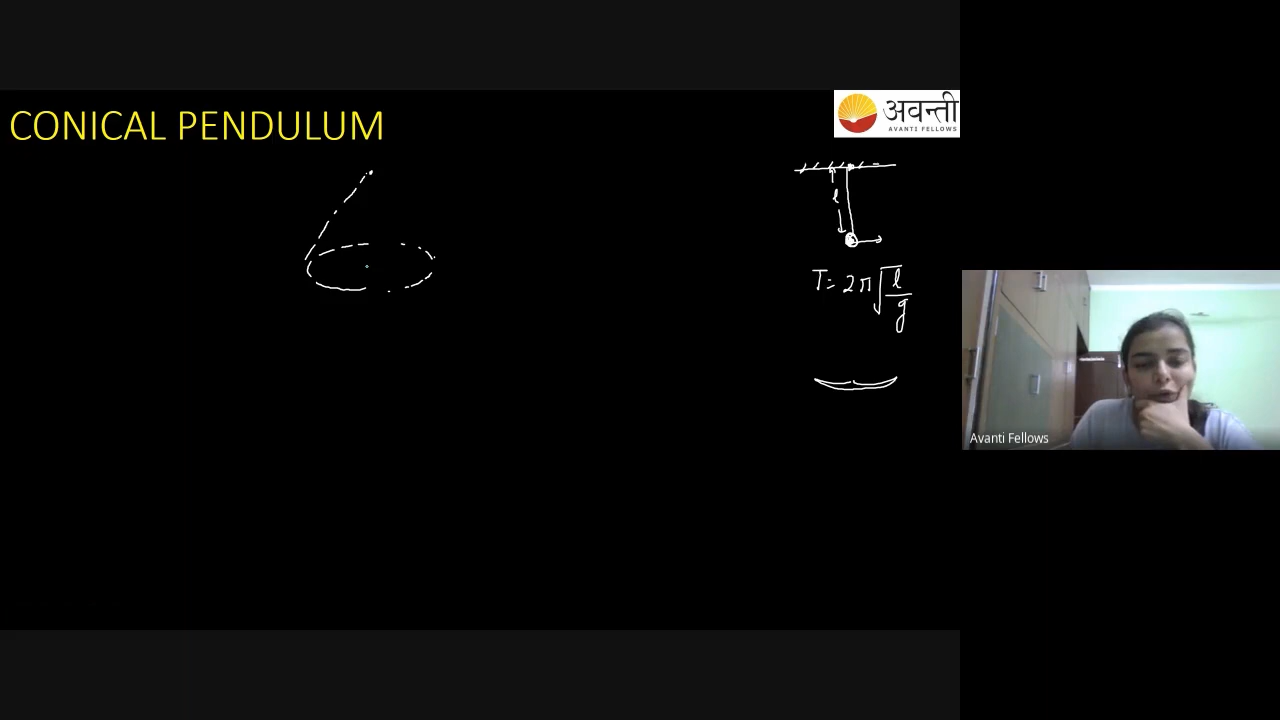 CONICAL PENDULUM
अवन्ती
AVANTI FELLOWS
l
T = 2π√(l/g)
Avanti Fellows